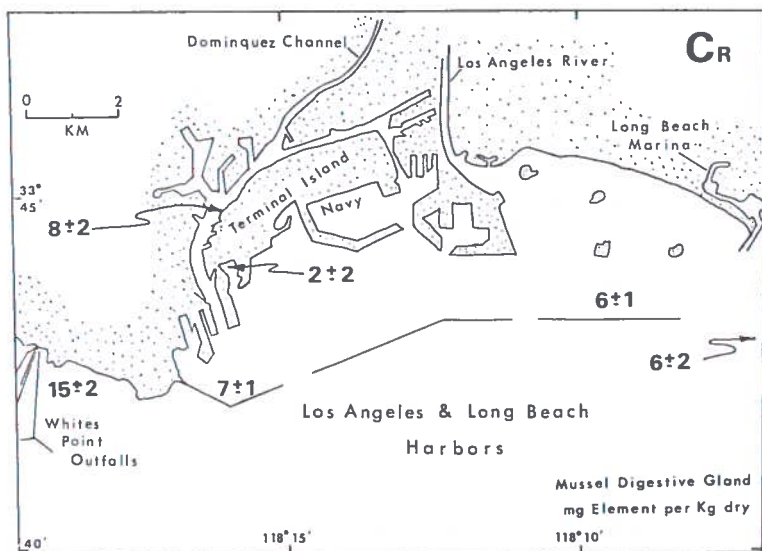 Dominquez Channel
CR
Los Angeles River
0 2
KM
Long Beach
Marina
33°
45'
Terminal Island
Navy
8±2
2±2
6±1
6±2
15±2
7±1
Whites
Point
Outfalls
Los Angeles & Long Beach
Harbors
Mussel Digestive Gland
mg Element per Kg dry
40'
118°15'
118°10'